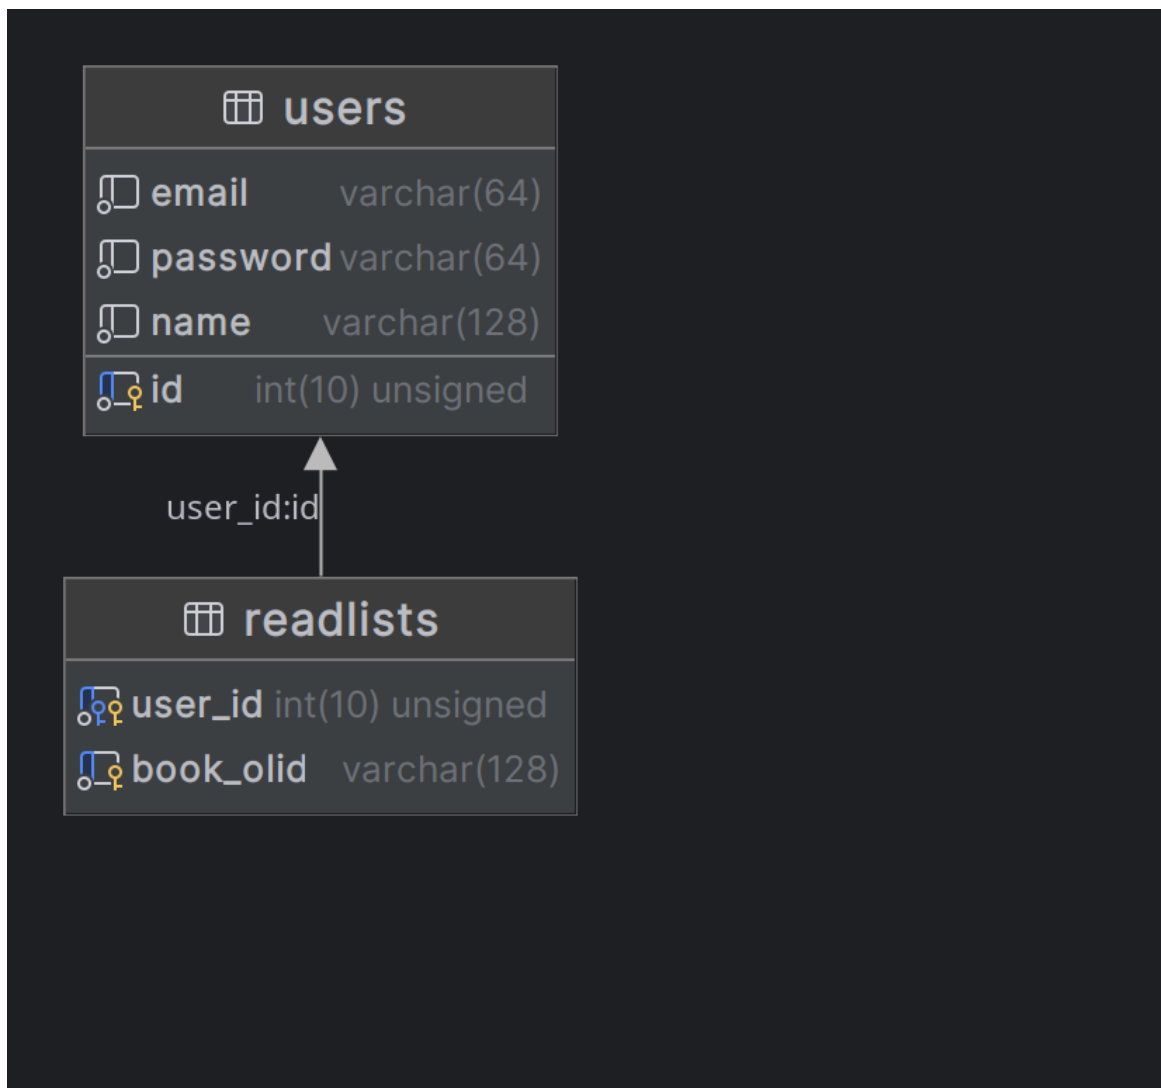 users
email varchar(64)
password varchar(64)
name varchar(128)
id int(10) unsigned
user_id:id
readlists
user_id int(10) unsigned
book_olid varchar(128)